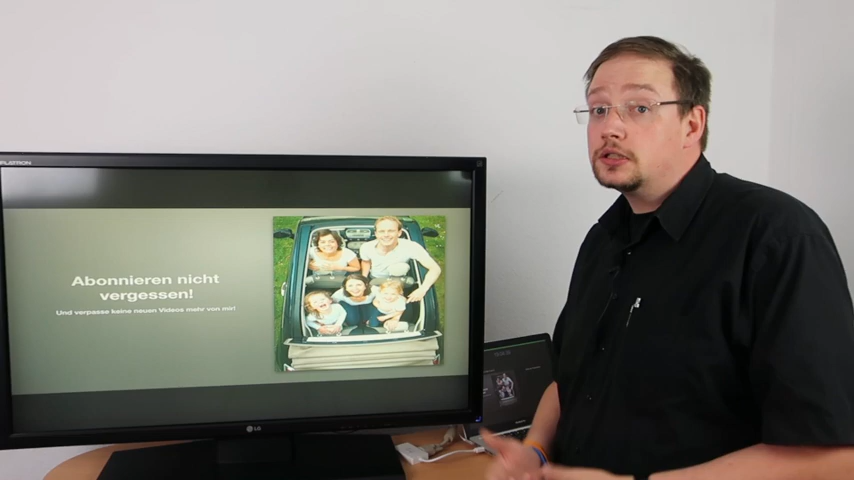 FLATRON
Abonnieren nicht
vergessen!
Und verpasse keine neuen Videos mehr von mir!
LG